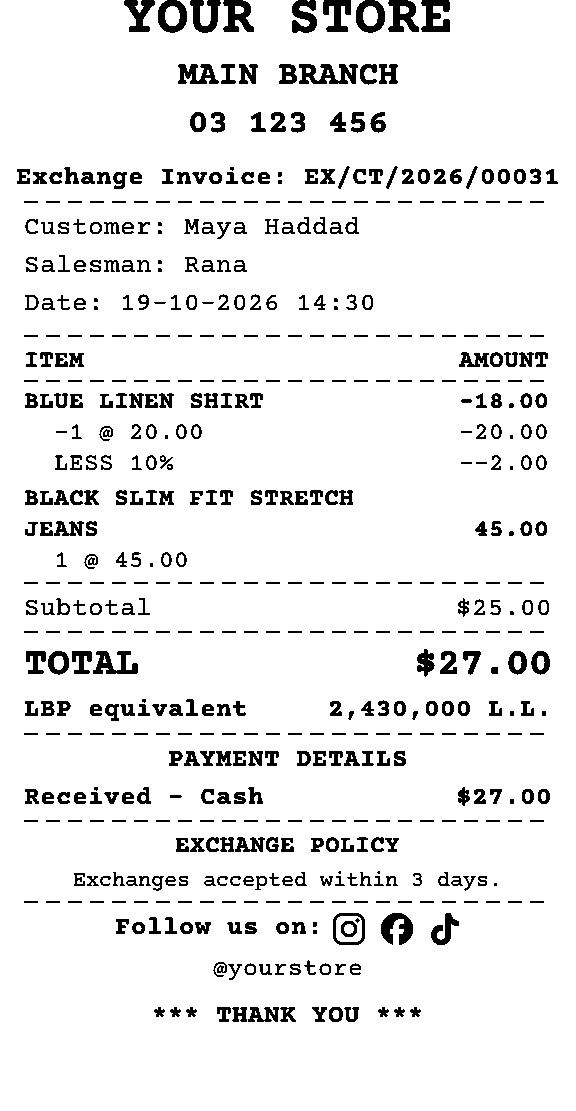 YOUR STORE
MAIN BRANCH
03 123 456
Exchange Invoice: EX/CT/2026/00031
Customer: Maya Haddad
Salesman: Rana
Date: 19-10-2026 14:30
ITEM AMOUNT
BLUE LINEN SHIRT -18.00
-1 @ 20.00 -20.00
LESS 10% --2.00
BLACK SLIM FIT STRETCH
JEANS 45.00
1 @ 45.00
Subtotal $25.00
TOTAL $27.00
LBP equivalent 2,430,000 L.L.
PAYMENT DETAILS
Received - Cash $27.00
EXCHANGE POLICY
Exchanges accepted within 3 days.
Follow us on:
@yourstore
*** THANK YOU ***